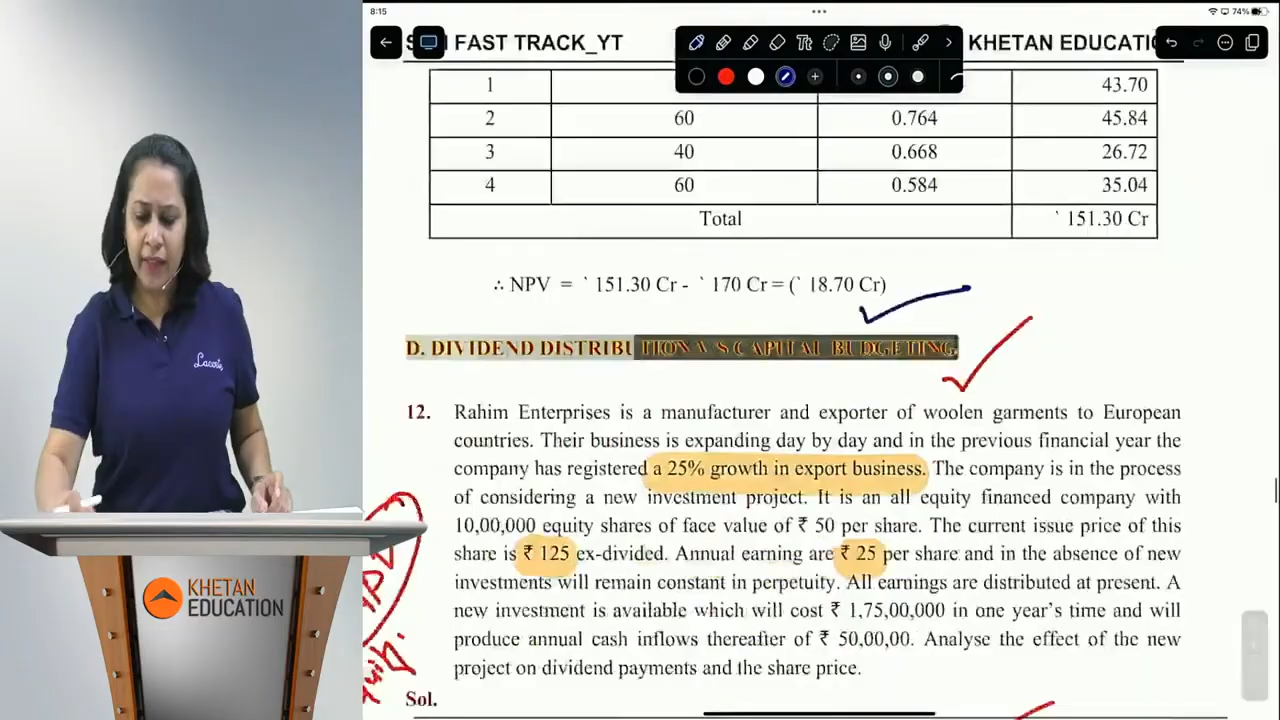 8:15
74%
FAST TRACK_YT
KHETAN EDUCATI
1 43.70
2 60 0.764 45.84
3 40 0.668 26.72
4 60 0.584 35.04
Total ` 151.30 Cr
∴ NPV = ` 151.30 Cr - ` 170 Cr = (` 18.70 Cr)
D. DIVIDEND DISTRIBUTION V/S CAPITAL BUDGETING
12. Rahim Enterprises is a manufacturer and exporter of woolen garments to European
countries. Their business is expanding day by day and in the previous financial year the
company has registered a 25% growth in export business. The company is in the process
of considering a new investment project. It is an all equity financed company with
10,00,000 equity shares of face value of ₹ 50 per share. The current issue price of this
share is ₹ 125 ex-divided. Annual earning are ₹ 25 per share and in the absence of new
investments will remain constant in perpetuity. All earnings are distributed at present. A
new investment is available which will cost ₹ 1,75,00,000 in one year's time and will
produce annual cash inflows thereafter of ₹ 50,00,00. Analyse the effect of the new
project on dividend payments and the share price.
Sol.
Lacoste
KHETAN
EDUCATION